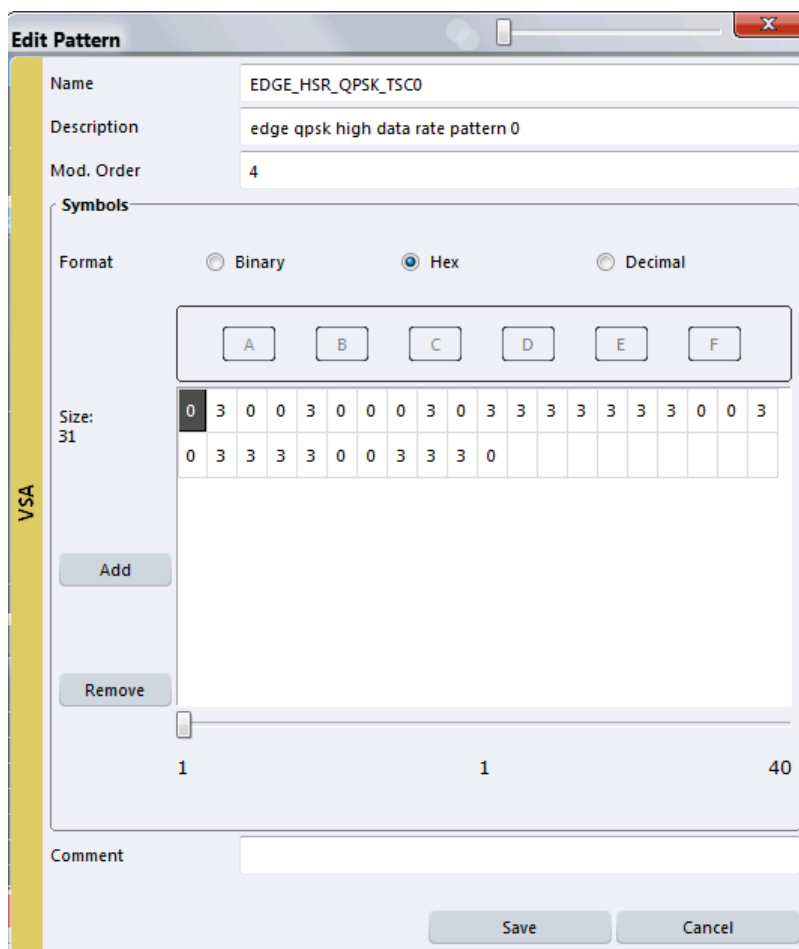 Edit Pattern
X
Name EDGE_HSR_QPSK_TSC0
Description edge qpsk high data rate pattern 0
Mod. Order 4
Symbols
Format Binary Hex Decimal
A B C D E F
Size:
31
0 3 0 0 3 0 0 0 3 0 3 3 3 3 3 3 3 0 0 3
0 3 3 3 3 0 0 3 3 3 0
VSA
Add
Remove
1 1 40
Comment
Save Cancel